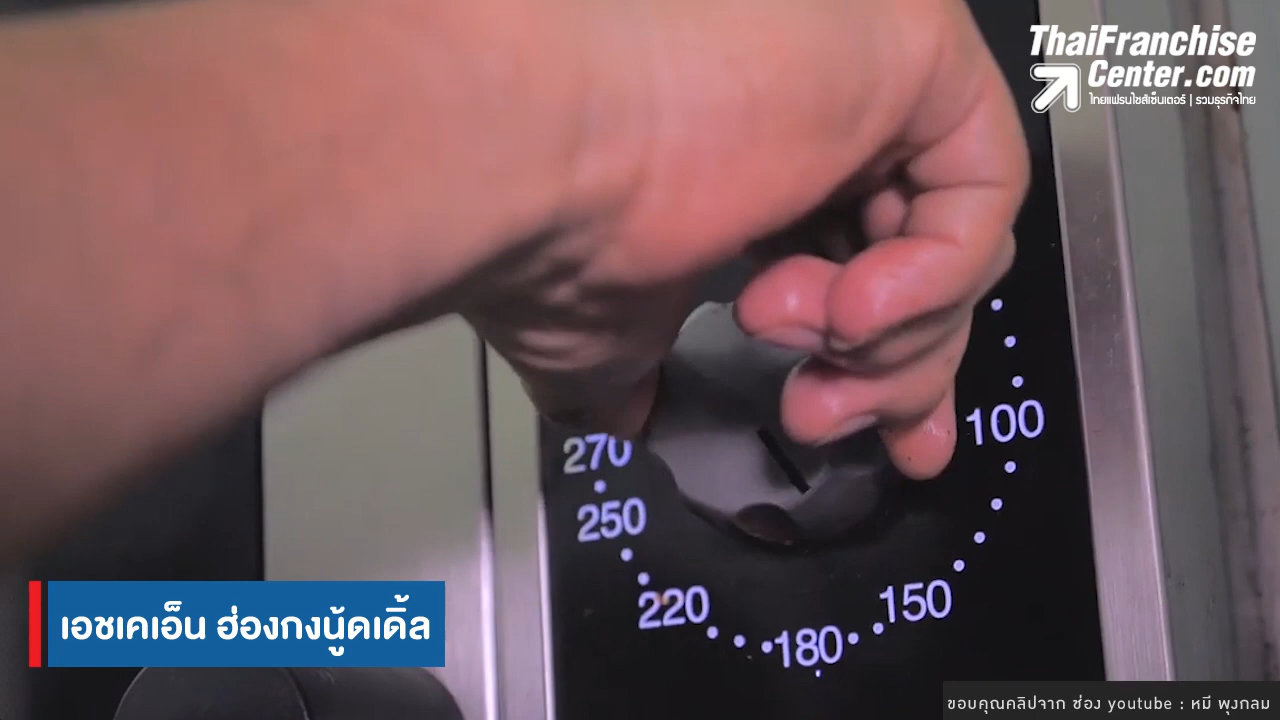 ThaiFranchise
Center.com
ไทยแฟรนไชส์เซ็นเตอร์ | รวมธุรกิจไทย
100
270
250
220
150
180
เอชเคเอ็น ฮ่องกงนู้ดเดิ้ล
ขอบคุณคลิปจาก ช่อง youtube : หมี พุงกลม